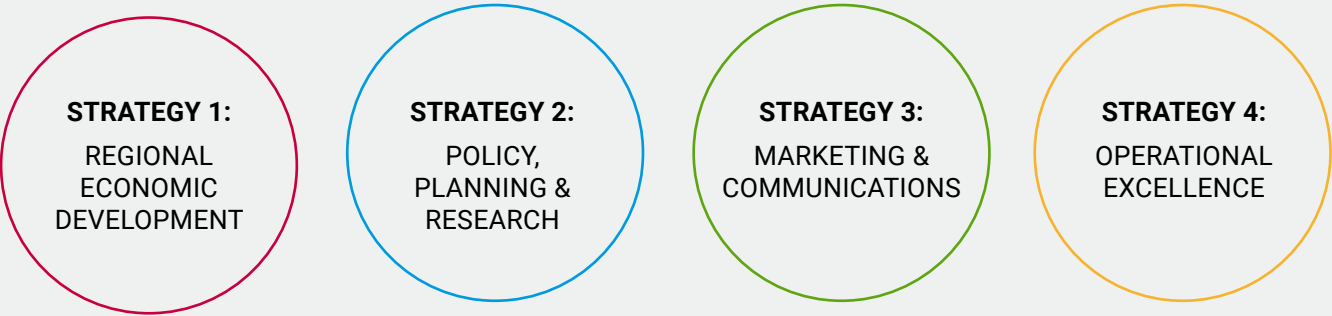 STRATEGY 1:
REGIONAL
ECONOMIC
DEVELOPMENT
STRATEGY 2:
POLICY,
PLANNING &
RESEARCH
STRATEGY 3:
MARKETING &
COMMUNICATIONS
STRATEGY 4:
OPERATIONAL
EXCELLENCE